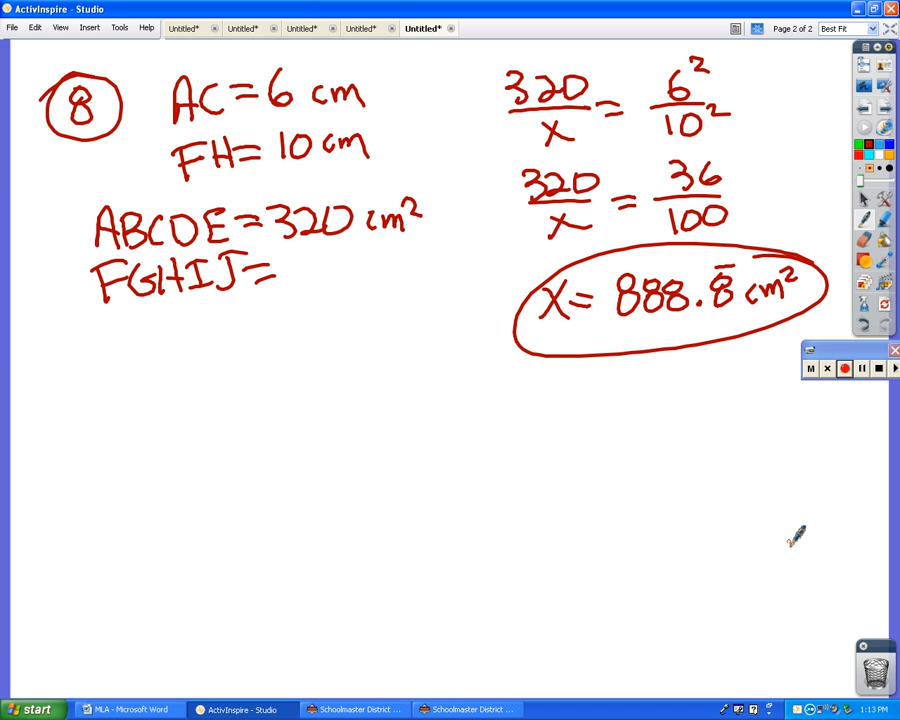 ActivInspire - Studio
File Edit View Insert Tools Help
Untitled* Untitled* Untitled* Untitled* Untitled*
Page 2 of 2 Best Fit
8
AC = 6 cm
FH = 10 cm
ABCDE = 320 cm²
FGHIJ =
320/x = 6²/10²
320/x = 36/100
x = 888.8̅ cm²
M
start
MLA - Microsoft Word
ActivInspire - Studio
Schoolmaster District ...
Schoolmaster District ...
1:13 PM